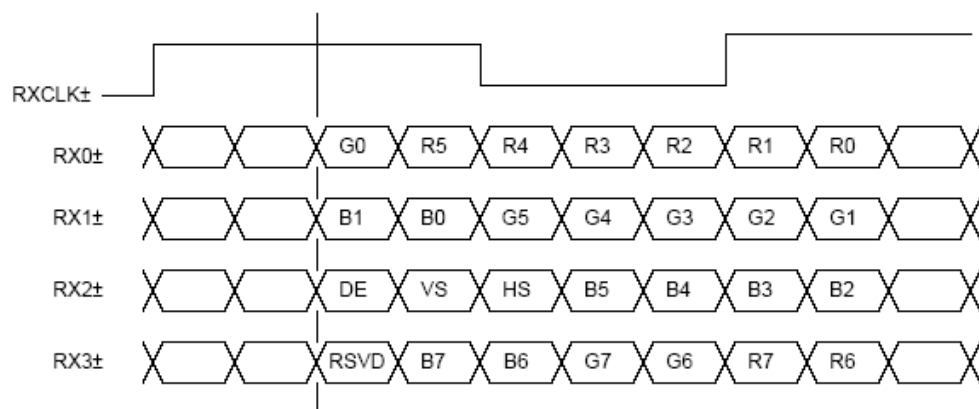 RXCLK±
RX0± G0 R5 R4 R3 R2 R1 R0
RX1± B1 B0 G5 G4 G3 G2 G1
RX2± DE VS HS B5 B4 B3 B2
RX3± RSVD B7 B6 G7 G6 R7 R6